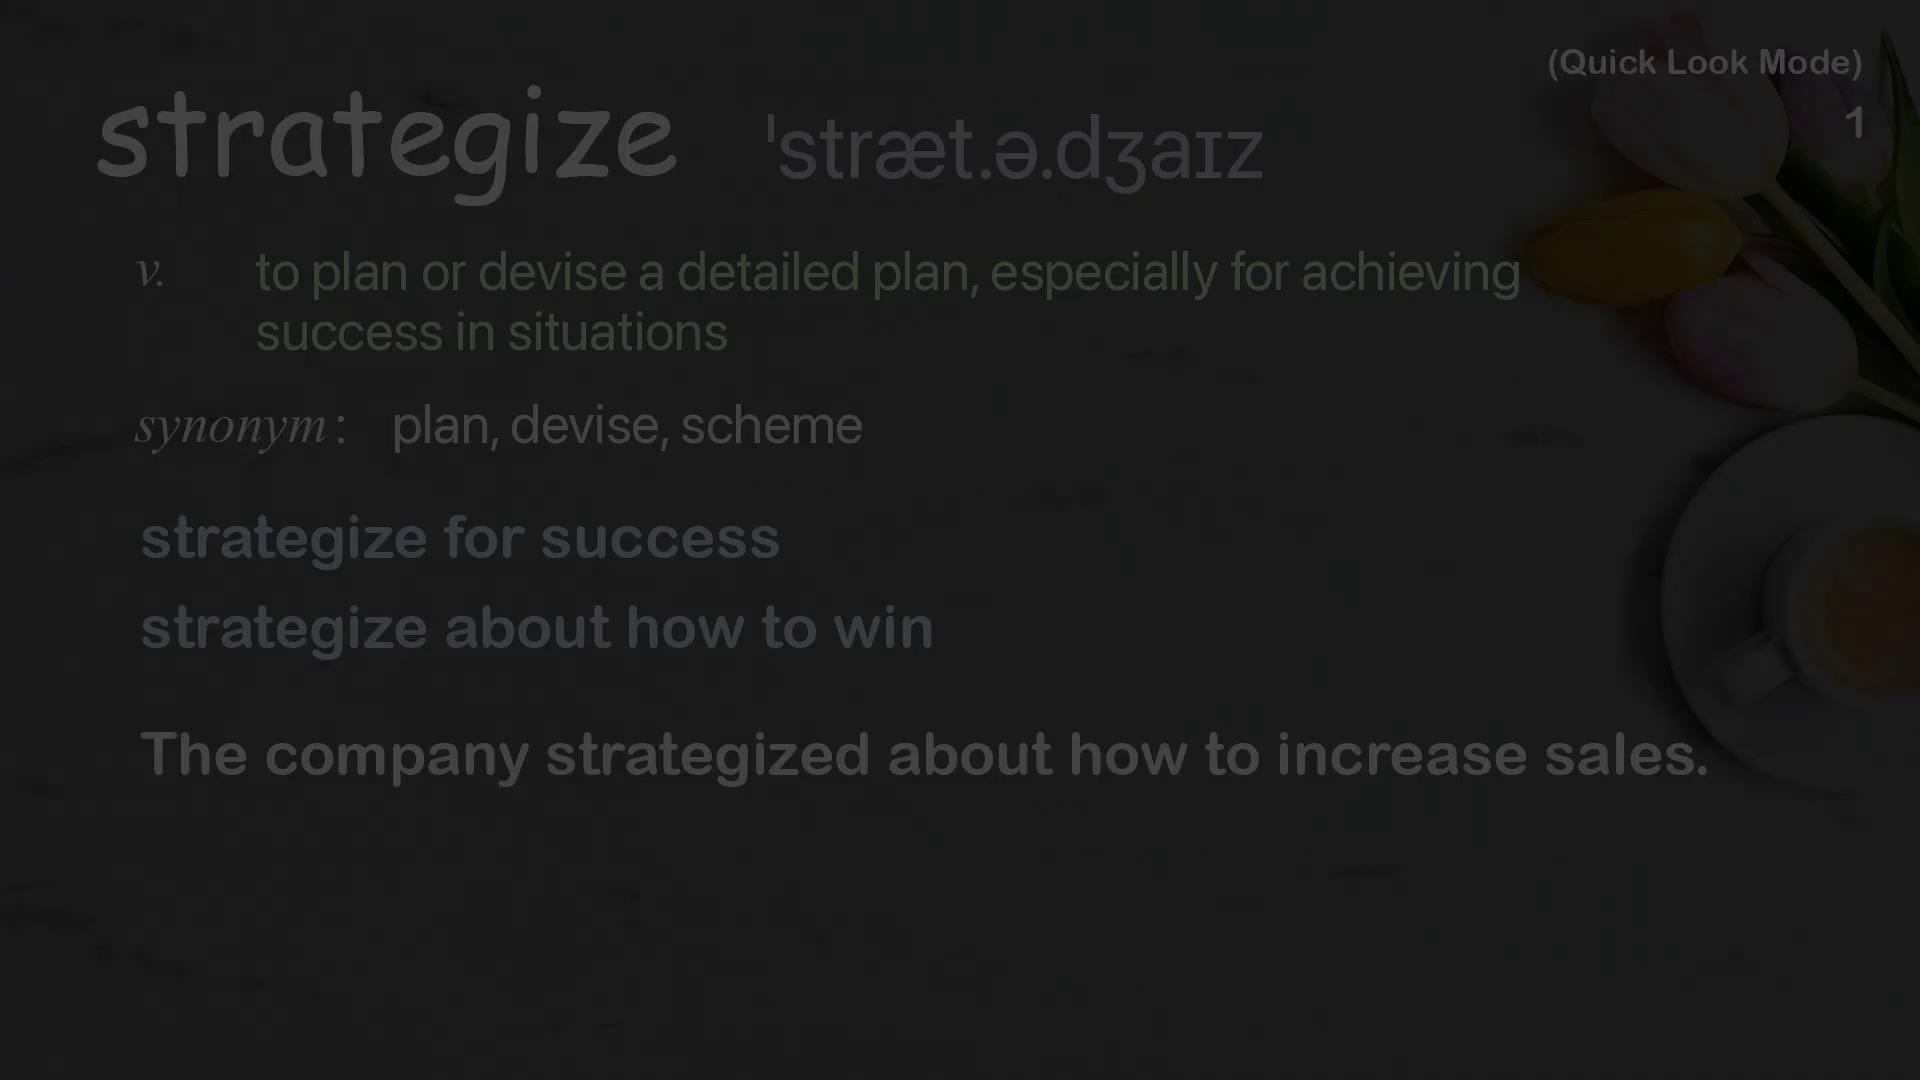 (Quick Look Mode)
1
strategize ˈstræt.ə.dʒaɪz
v. to plan or devise a detailed plan, especially for achieving
success in situations
synonym : plan, devise, scheme
strategize for success
strategize about how to win
The company strategized about how to increase sales.